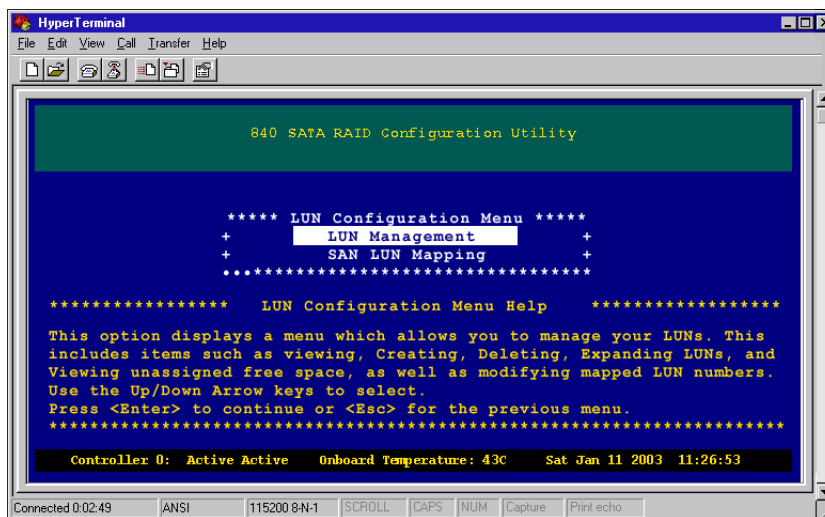 HyperTerminal
File Edit View Call Transfer Help
840 SATA RAID Configuration Utility
***** LUN Configuration Menu *****
+ LUN Management +
+ SAN LUN Mapping +
...**********************************
****************** LUN Configuration Menu Help *******************
This option displays a menu which allows you to manage your LUNs. This
includes items such as viewing, Creating, Deleting, Expanding LUNs, and
Viewing unassigned free space, as well as modifying mapped LUN numbers.
Use the Up/Down Arrow keys to select.
Press <Enter> to continue or <Esc> for the previous menu.
**************************************************************************
Controller 0: Active Active Onboard Temperature: 43C Sat Jan 11 2003 11:26:53
Connected 0:02:49 ANSI 115200 8-N-1 SCROLL CAPS NUM Capture Print echo